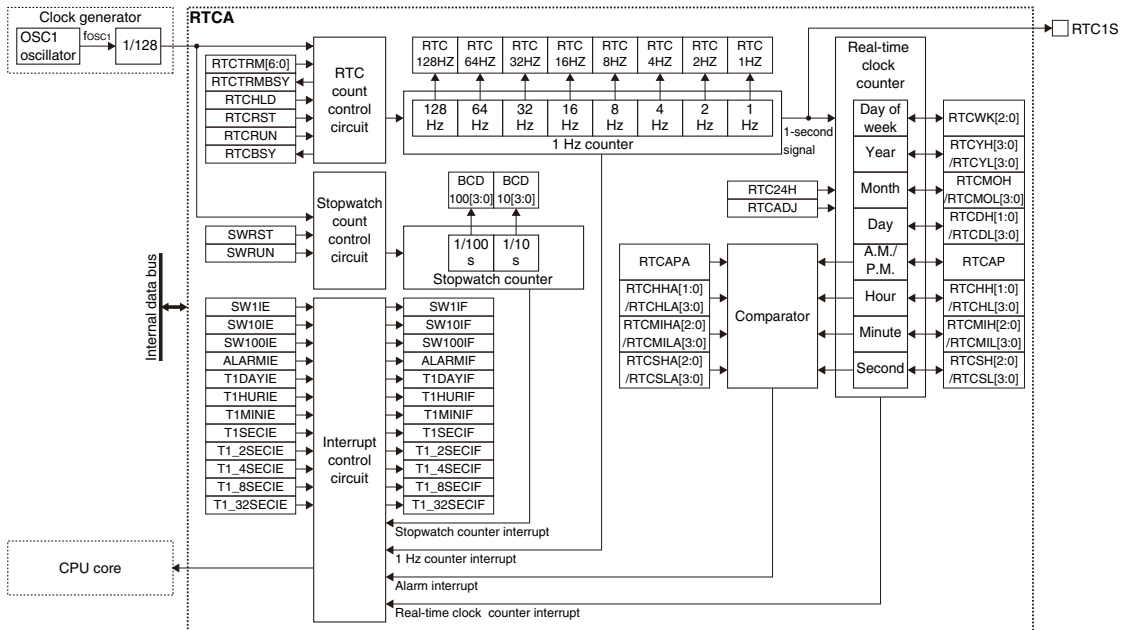 Clock generator
OSC1
oscillator
fOSC1
1/128
RTCA
RTCTRM[6:0]
RTCTRMBSY
RTCHLD
RTCRST
RTCRUN
RTCBSY
RTC
count
control
circuit
RTC
128HZ
RTC
64HZ
RTC
32HZ
RTC
16HZ
RTC
8HZ
RTC
4HZ
RTC
2HZ
RTC
1HZ
128
Hz
64
Hz
32
Hz
16
Hz
8
Hz
4
Hz
2
Hz
1
Hz
1 Hz counter
1-second
signal
RTC1S
Real-time
clock
counter
Day of
week
Year
Month
Day
A.M./
P.M.
Hour
Minute
Second
RTCWK[2:0]
RTCYH[3:0]
/RTCYL[3:0]
RTCMOH
/RTCMOL[3:0]
RTCDH[1:0]
/RTCDL[3:0]
RTCAP
RTCHH[1:0]
/RTCHL[3:0]
RTCMIH[2:0]
/RTCMIL[3:0]
RTCSH[2:0]
/RTCSL[3:0]
RTC24H
RTCADJ
SWRST
SWRUN
Stopwatch
count
control
circuit
BCD
100[3:0]
BCD
10[3:0]
1/100
s
1/10
s
Stopwatch counter
RTCAPA
RTCHHA[1:0]
/RTCHLA[3:0]
RTCMIHA[2:0]
/RTCMILA[3:0]
RTCSHA[2:0]
/RTCSLA[3:0]
Comparator
Internal data bus
SW1IE
SW10IE
SW100IE
ALARMIE
T1DAYIE
T1HURIE
T1MINIE
T1SECIE
T1_2SECIE
T1_4SECIE
T1_8SECIE
T1_32SECIE
Interrupt
control
circuit
SW1IF
SW10IF
SW100IF
ALARMIF
T1DAYIF
T1HURIF
T1MINIF
T1SECIF
T1_2SECIF
T1_4SECIF
T1_8SECIF
T1_32SECIF
Stopwatch counter interrupt
1 Hz counter interrupt
Alarm interrupt
Real-time clock counter interrupt
CPU core